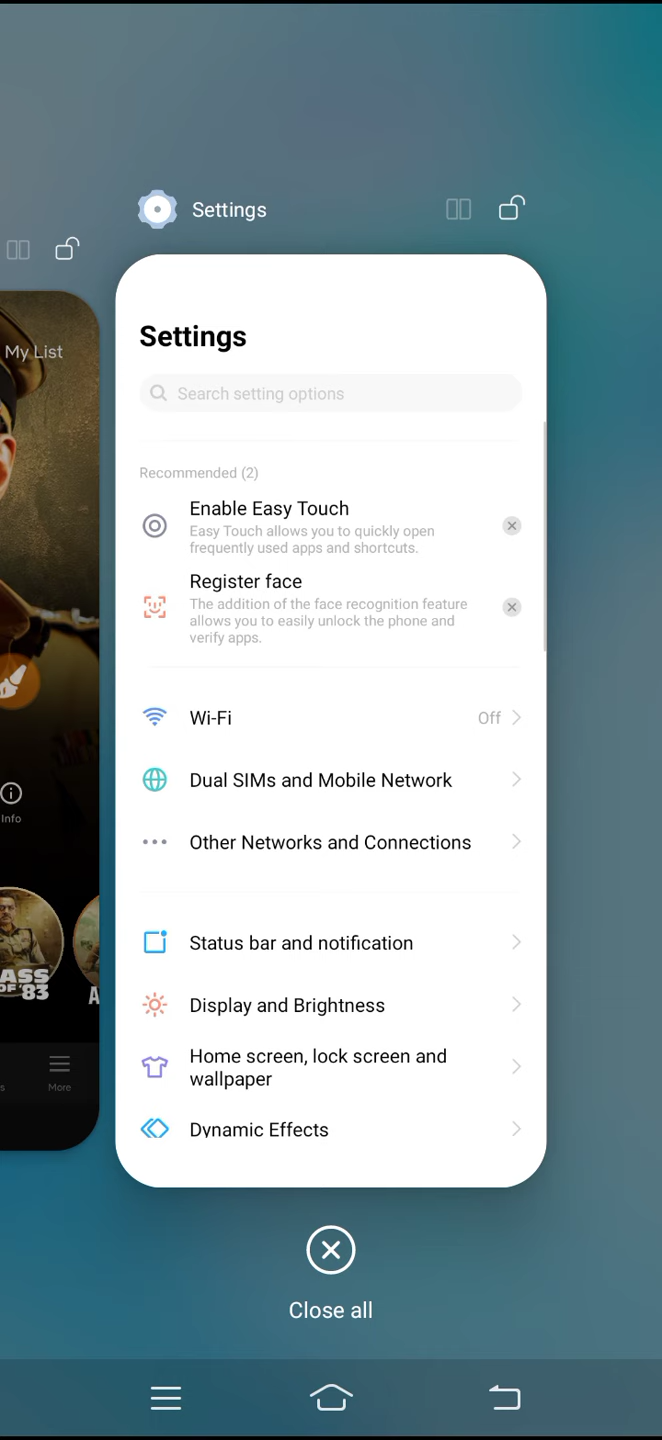 Settings
My List
Settings
Search setting options
Recommended (2)
Enable Easy Touch
Easy Touch allows you to quickly open
frequently used apps and shortcuts.
Register face
The addition of the face recognition feature
allows you to easily unlock the phone and
verify apps.
Wi-Fi
Off
Dual SIMs and Mobile Network
Info
Other Networks and Connections
Status bar and notification
OF '83
Display and Brightness
Home screen, lock screen and
wallpaper
More
Dynamic Effects
Close all